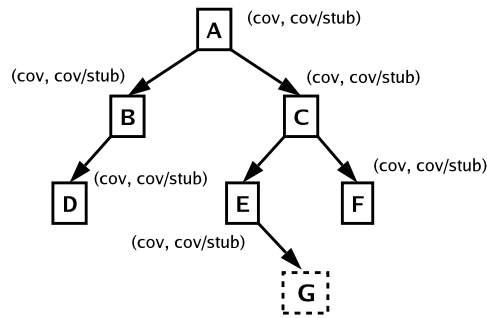 A (cov, cov/stub)
(cov, cov/stub) (cov, cov/stub)
B C
(cov, cov/stub) (cov, cov/stub)
D E F
(cov, cov/stub)
G